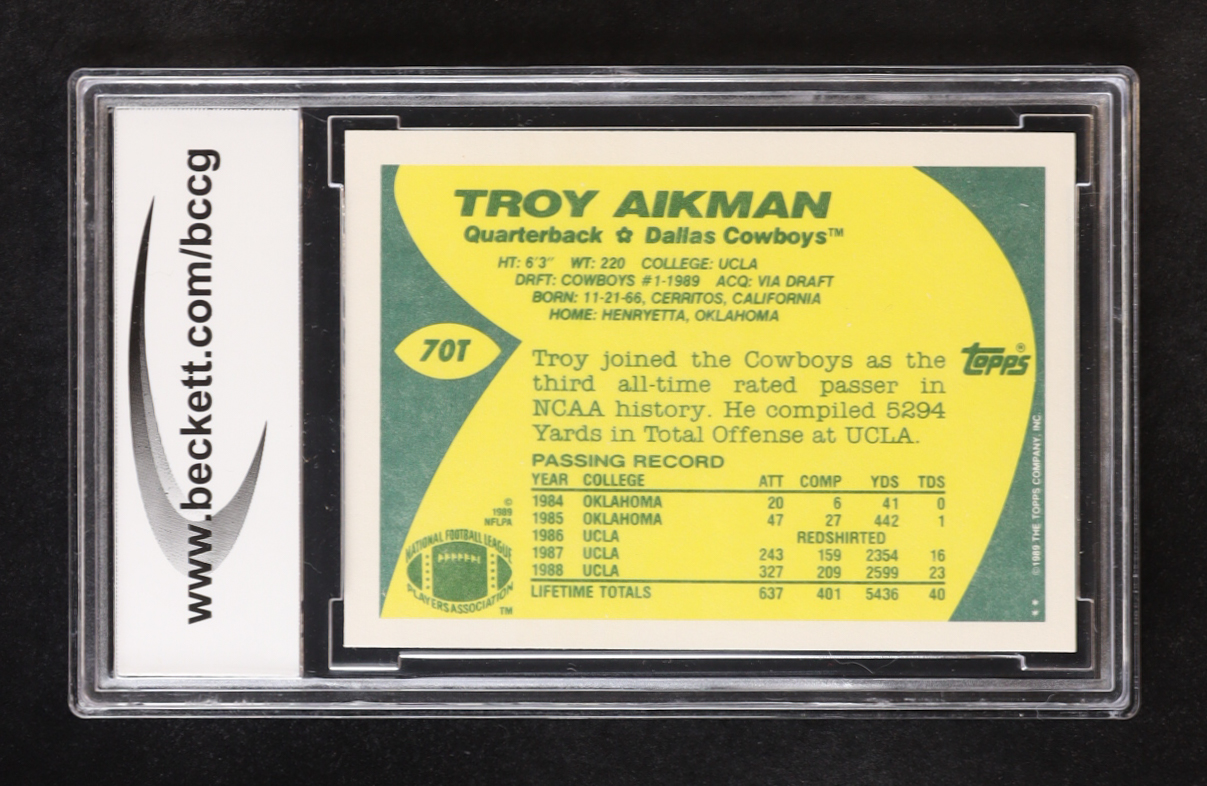 www.beckett.com/bccg
TROY AIKMAN
Quarterback ✿ Dallas Cowboys™
HT: 6'3" WT: 220 COLLEGE: UCLA
DRFT: COWBOYS #1-1989 ACQ: VIA DRAFT
BORN: 11-21-66, CERRITOS, CALIFORNIA
HOME: HENRYETTA, OKLAHOMA
70T
Troy joined the Cowboys as the
third all-time rated passer in
NCAA history. He compiled 5294
Yards in Total Offense at UCLA.
topps®
PASSING RECORD
YEAR COLLEGE ATT COMP YDS TDS
1984 OKLAHOMA 20 6 41 0
1985 OKLAHOMA 47 27 442 1
1986 UCLA REDSHIRTED
1987 UCLA 243 159 2354 16
1988 UCLA 327 209 2599 23
LIFETIME TOTALS 637 401 5436 40
©
1989
NFLPA
NATIONAL FOOTBALL LEAGUE
PLAYERS ASSOCIATION
TM
**©1989 THE TOPPS COMPANY, INC.